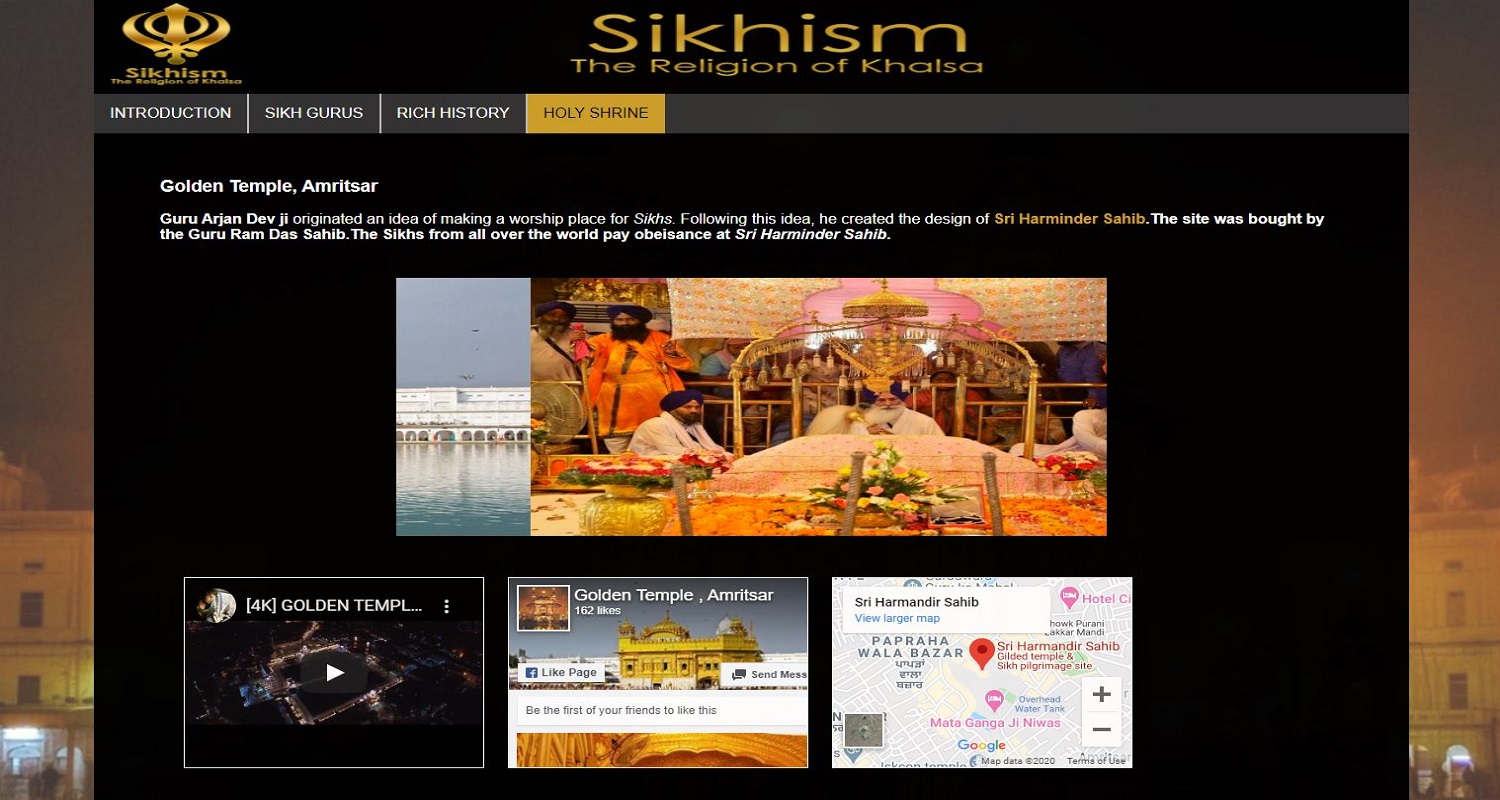 Sikhism
The Religion of Khalsa
Sikhism
The Religion of Khalsa
INTRODUCTION
SIKH GURUS
RICH HISTORY
HOLY SHRINE
Golden Temple, Amritsar
Guru Arjan Dev ji originated an idea of making a worship place for Sikhs. Following this idea, he created the design of Sri Harminder Sahib.The site was bought by
the Guru Ram Das Sahib.The Sikhs from all over the world pay obeisance at Sri Harminder Sahib.
[4K] GOLDEN TEMPL...
Golden Temple , Amritsar
162 likes
Like Page
Send Mess
Be the first of your friends to like this
Sri Harmandir Sahib
View larger map
Hotel Ci
howk Purani
Lakkar Mandi
PAPRAHA
WALA BAZAR
ਪਾਪੜਾਂ
ਵਾਲਾ
ਬਜ਼ਾਰ
Sri Harmandir Sahib
Gilded temple &
Sikh pilgrimage site
Overhead
Water Tank
Mata Ganga Ji Niwas
Google
Iskcon temple
Map data ©2020
Terms of Use